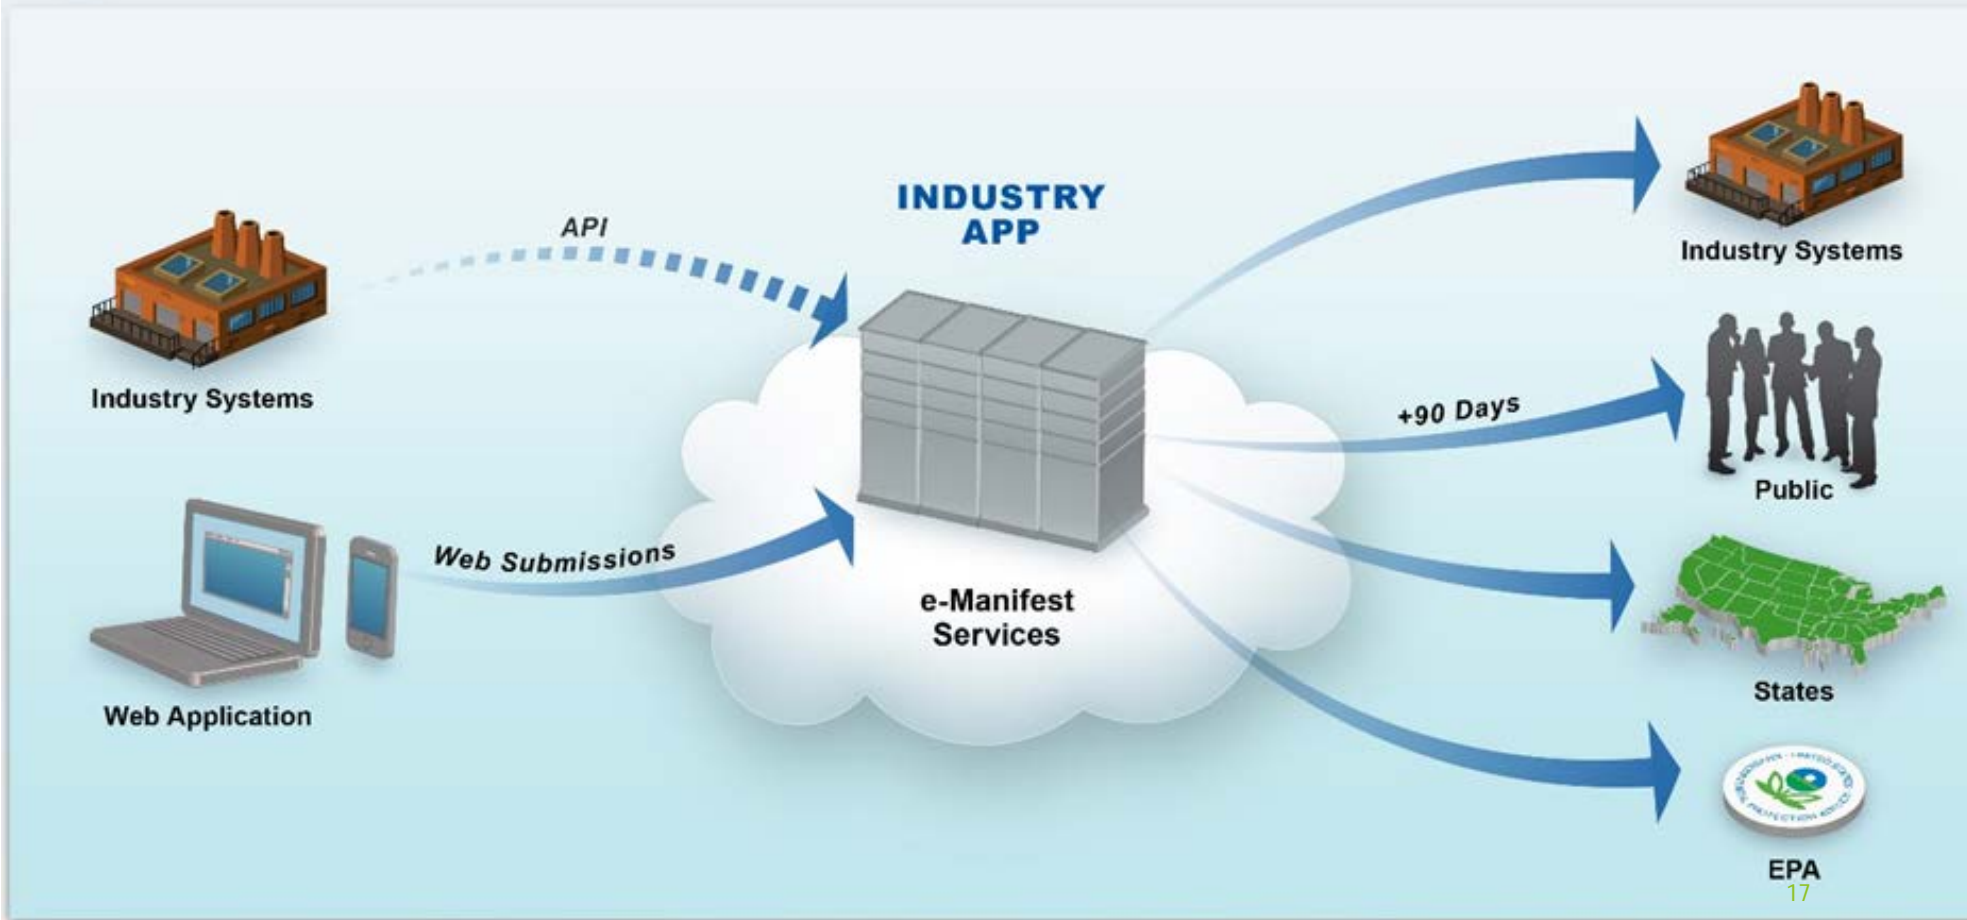 INDUSTRY
APP
API
Industry Systems
Industry Systems
+90 Days
Public
Web Submissions
e-Manifest
Services
Web Application
States
EPA
17